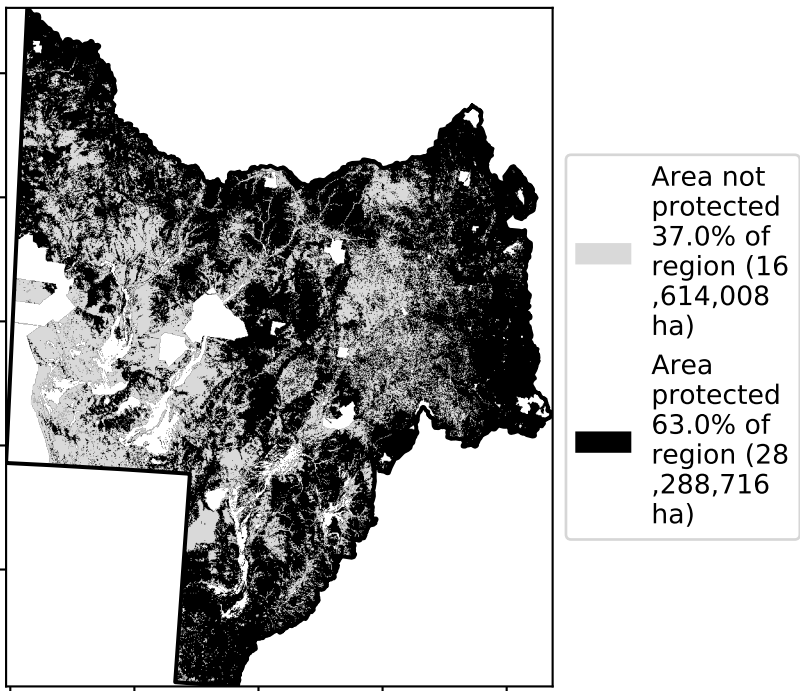 Area not
protected
37.0% of
region (16
,614,008
ha)
Area
protected
63.0% of
region (28
,288,716
ha)